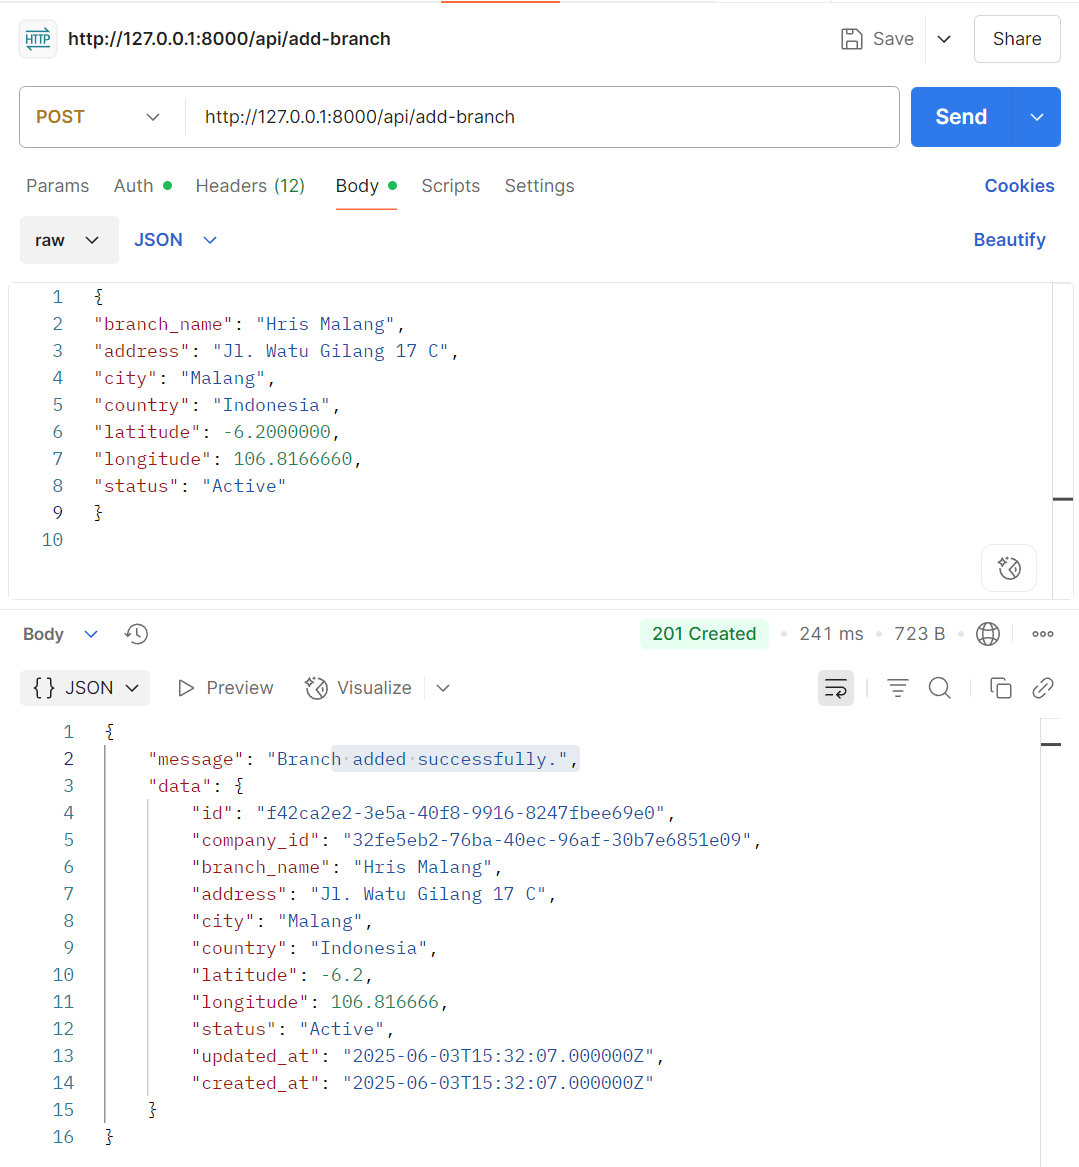 HTTP http://127.0.0.1:8000/api/add-branch Save Share
POST http://127.0.0.1:8000/api/add-branch Send
Params Auth Headers (12) Body Scripts Settings Cookies
raw JSON Beautify
1 {
2 "branch_name": "Hris Malang",
3 "address": "Jl. Watu Gilang 17 C",
4 "city": "Malang",
5 "country": "Indonesia",
6 "latitude": -6.2000000,
7 "longitude": 106.8166660,
8 "status": "Active"
9 }
10
Body 201 Created • 241 ms • 723 B •
{} JSON Preview Visualize
1 {
2 "message": "Branch·added·successfully.",
3 "data": {
4 "id": "f42ca2e2-3e5a-40f8-9916-8247fbee69e0",
5 "company_id": "32fe5eb2-76ba-40ec-96af-30b7e6851e09",
6 "branch_name": "Hris Malang",
7 "address": "Jl. Watu Gilang 17 C",
8 "city": "Malang",
9 "country": "Indonesia",
10 "latitude": -6.2,
11 "longitude": 106.816666,
12 "status": "Active",
13 "updated_at": "2025-06-03T15:32:07.000000Z",
14 "created_at": "2025-06-03T15:32:07.000000Z"
15 }
16 }